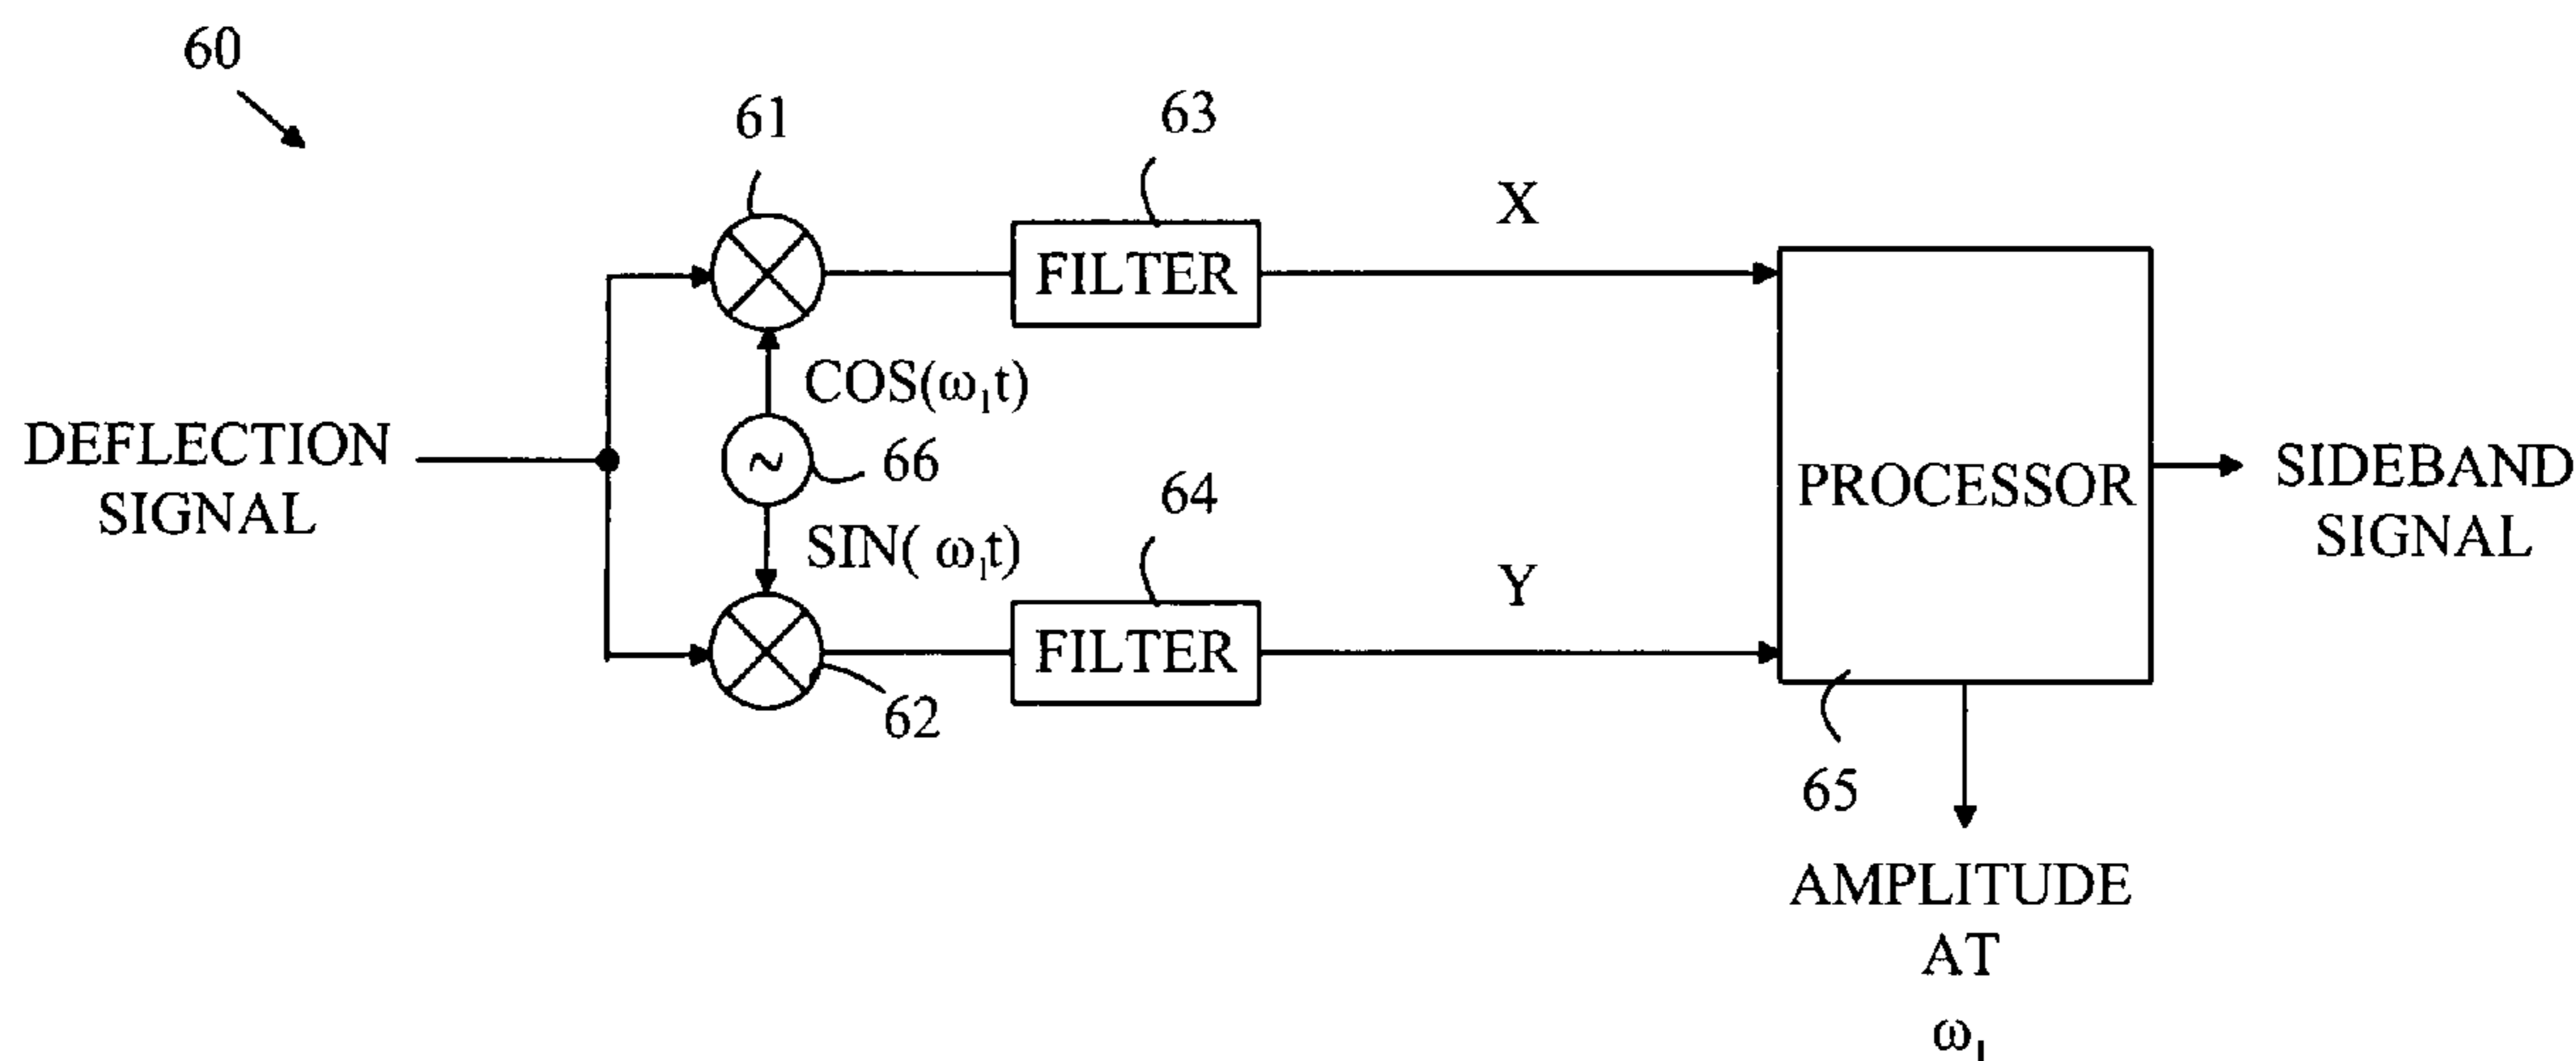 60
61
63
X
FILTER
COS(ω₁t)
DEFLECTION
SIGNAL
66
64
PROCESSOR
SIDEBAND
SIGNAL
SIN( ω₁t)
Y
FILTER
62
65
AMPLITUDE
AT
ω₁